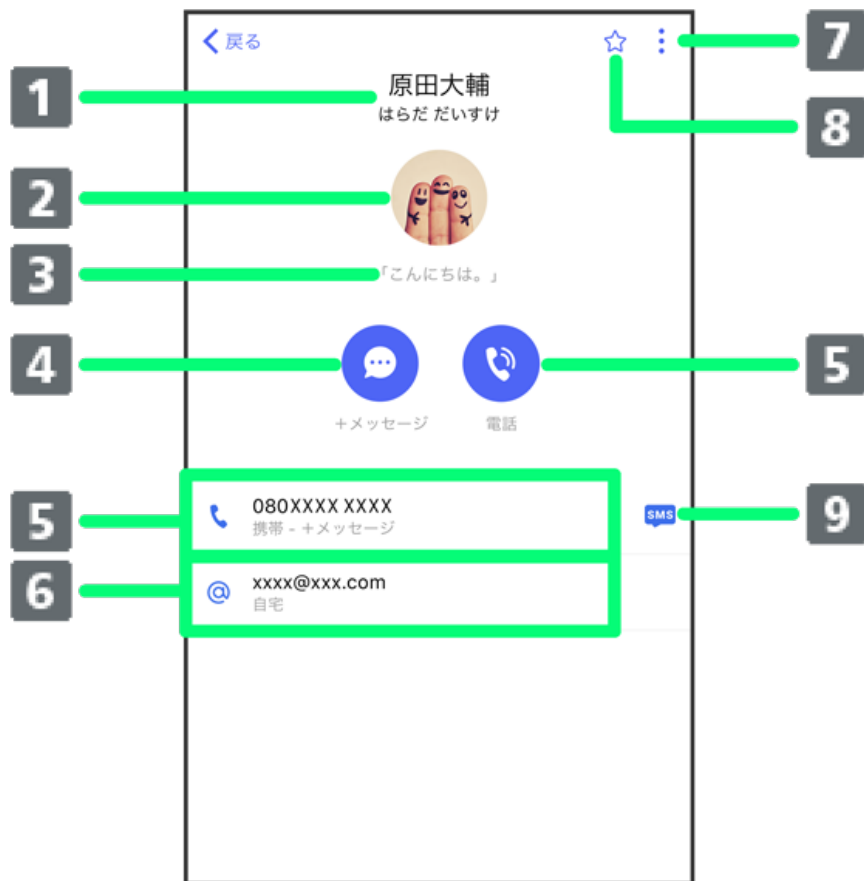 戻る
7
1
原田大輔
はらだ だいすけ
8
2
3
「こんにちは。」
4
5
+メッセージ
電話
5
080XXXX XXXX
携帯 - +メッセージ
SMS
9
6
@
xxxx@xxx.com
自宅